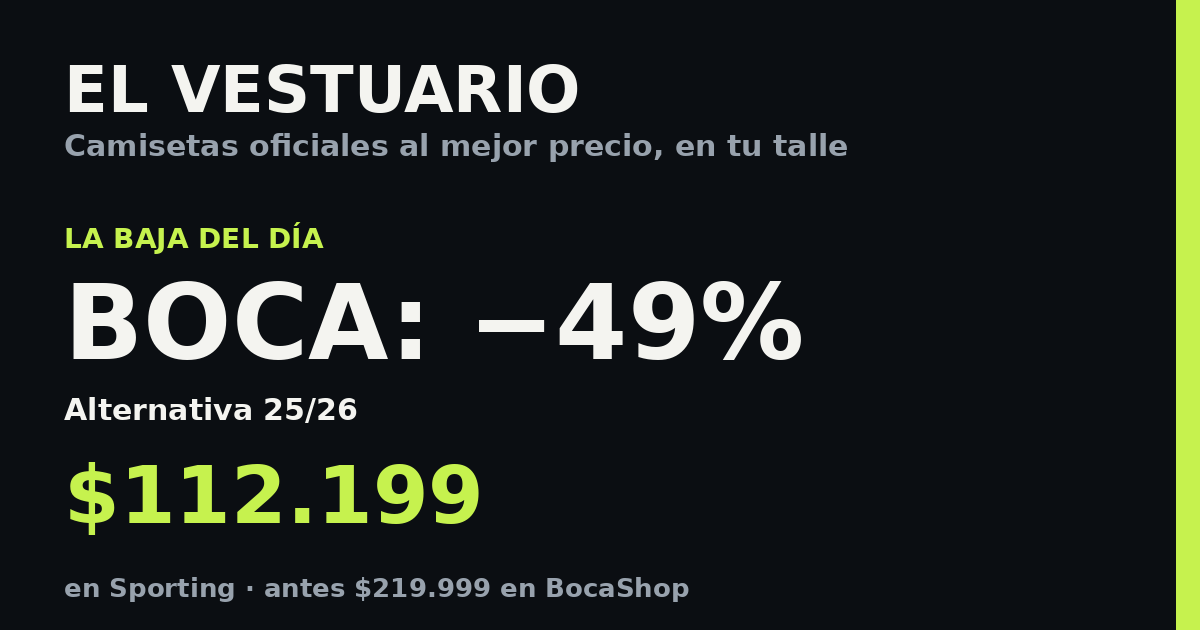 EL VESTUARIO
Camisetas oficiales al mejor precio, en tu talle
LA BAJA DEL DÍA
BOCA: −49%
Alternativa 25/26
$112.199
en Sporting · antes $219.999 en BocaShop